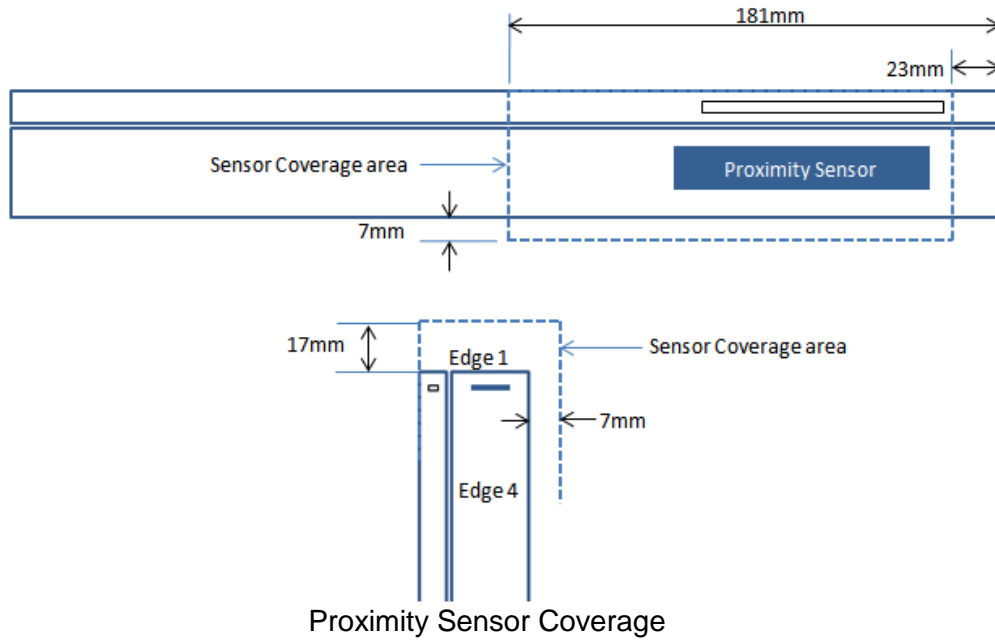 181mm
23mm
Sensor Coverage area
Proximity Sensor
7mm
17mm
Edge 1
Sensor Coverage area
7mm
Edge 4
Proximity Sensor Coverage